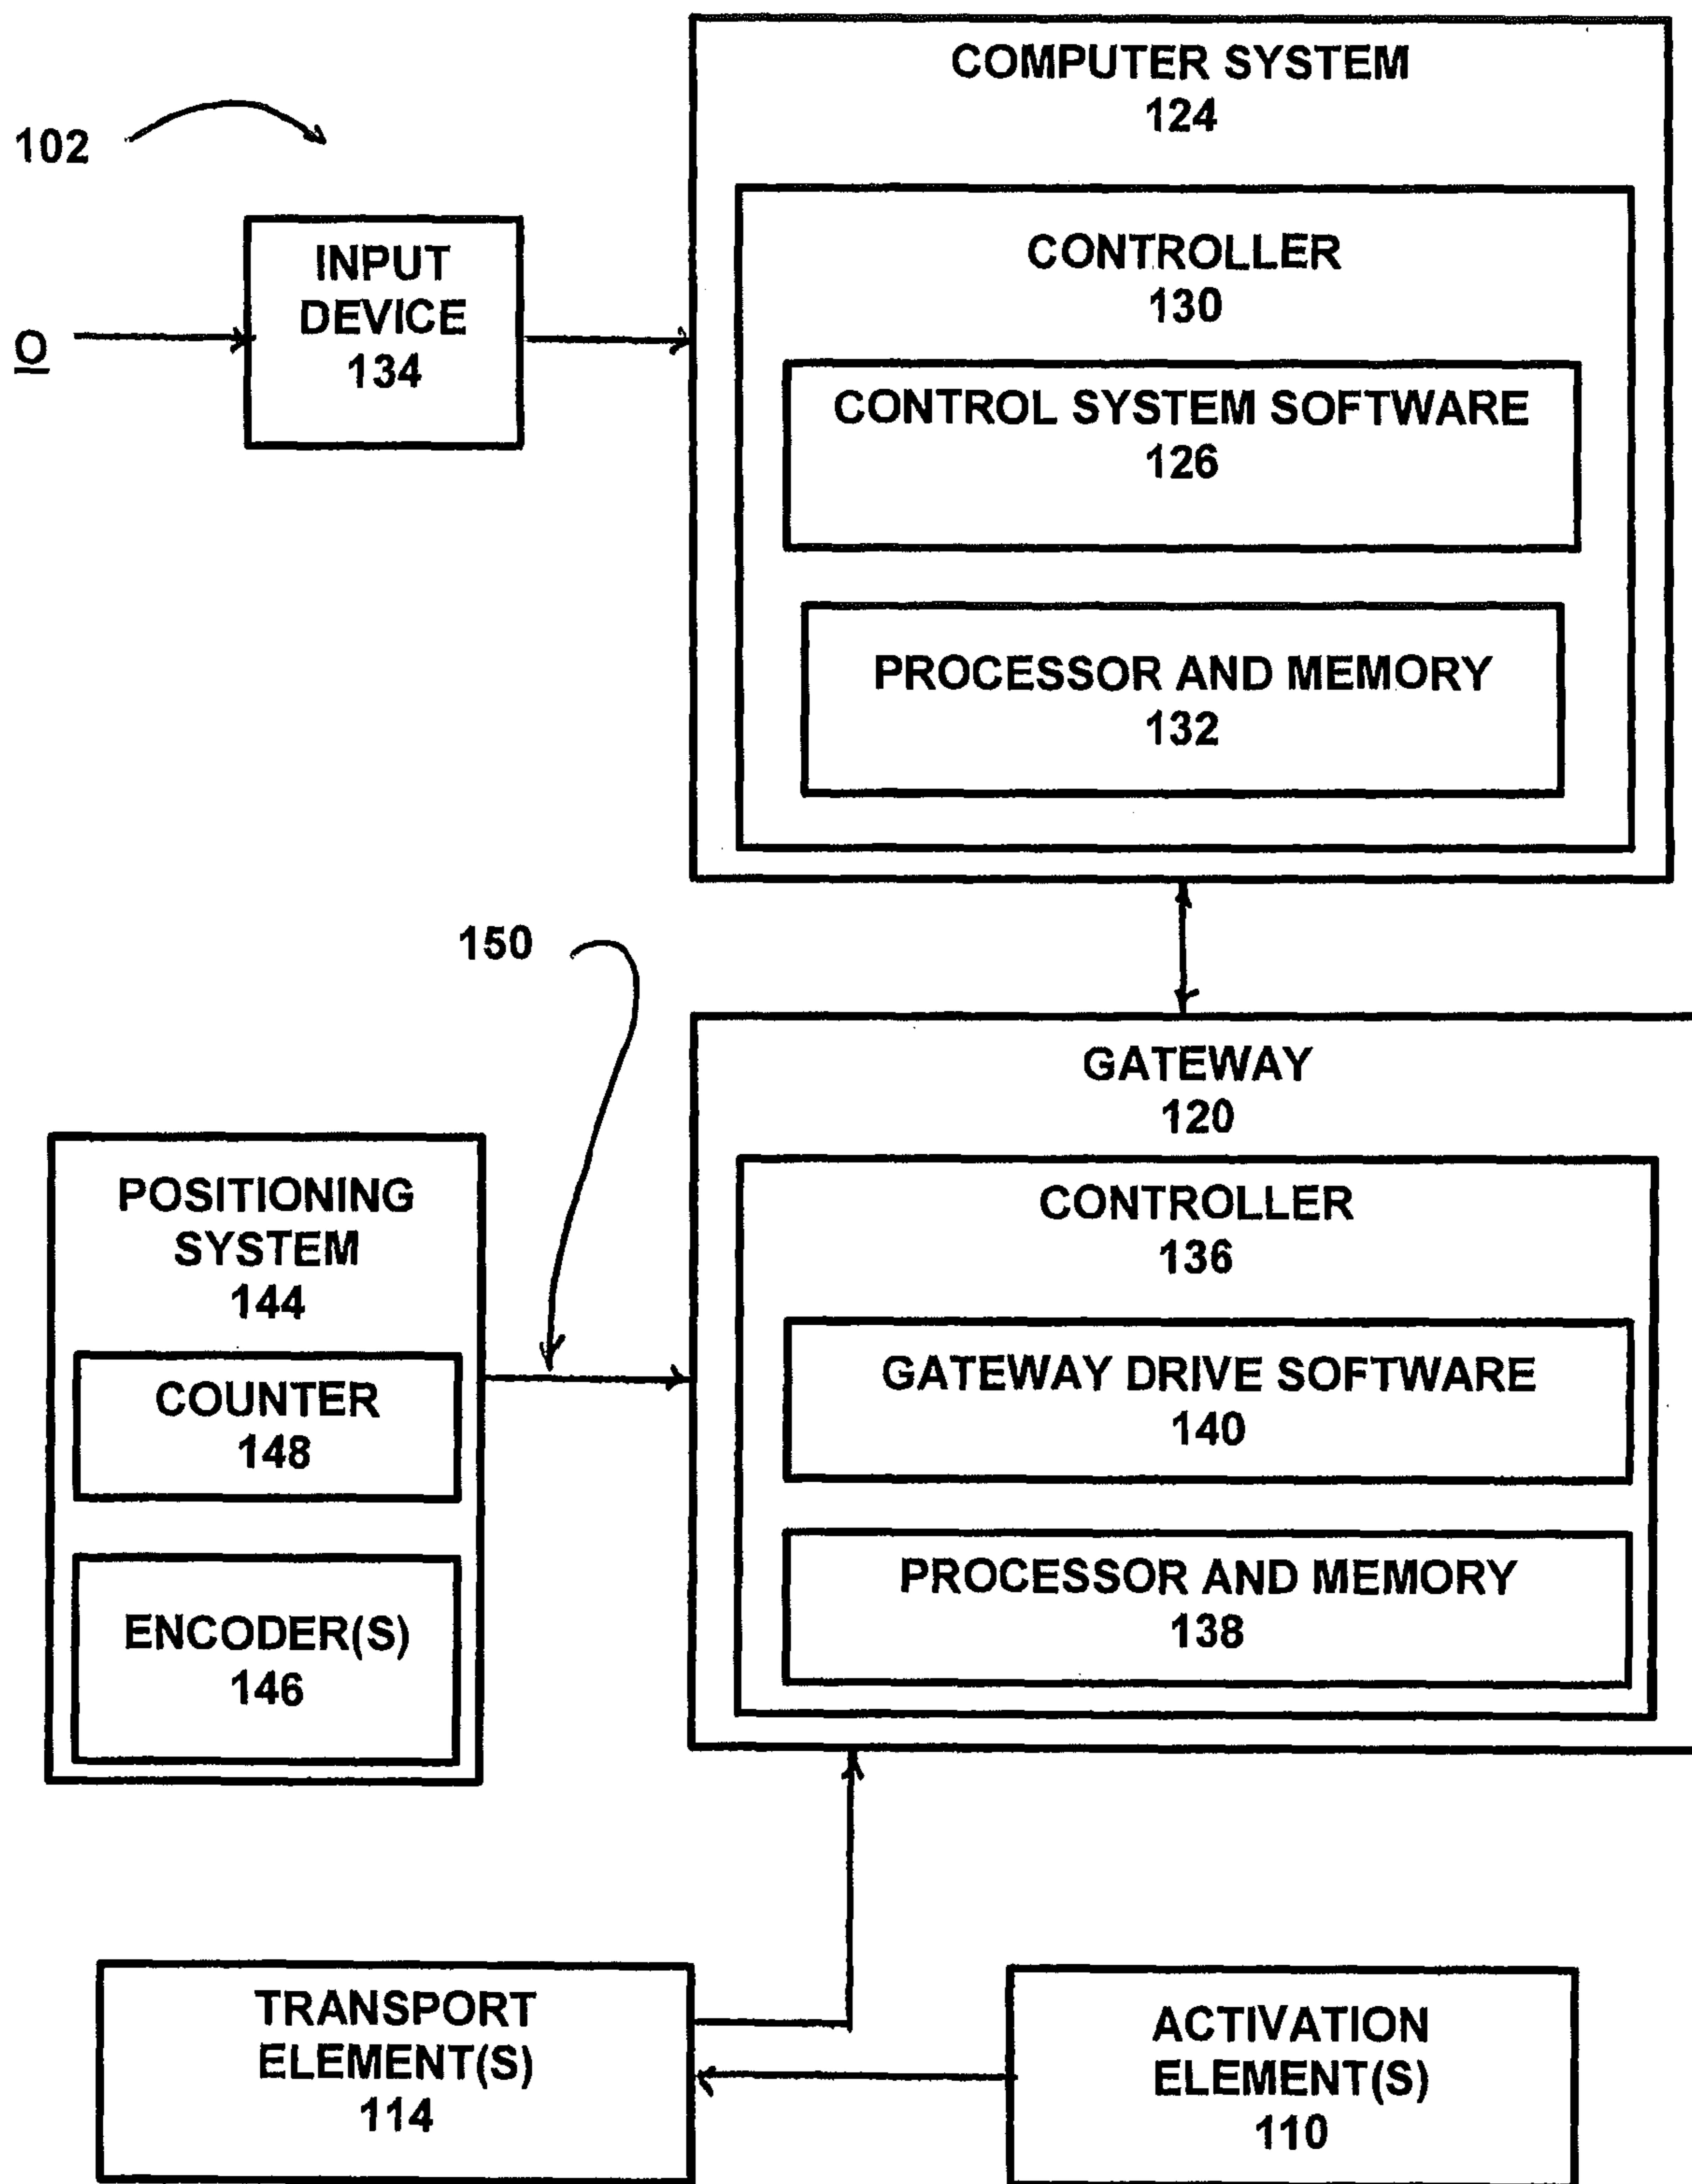 COMPUTER SYSTEM
124
102
CONTROLLER
130
INPUT
DEVICE
134
O
CONTROL SYSTEM SOFTWARE
126
PROCESSOR AND MEMORY
132
150
GATEWAY
120
CONTROLLER
136
POSITIONING
SYSTEM
144
COUNTER
148
ENCODER(S)
146
GATEWAY DRIVE SOFTWARE
140
PROCESSOR AND MEMORY
138
TRANSPORT
ELEMENT(S)
114
ACTIVATION
ELEMENT(S)
110